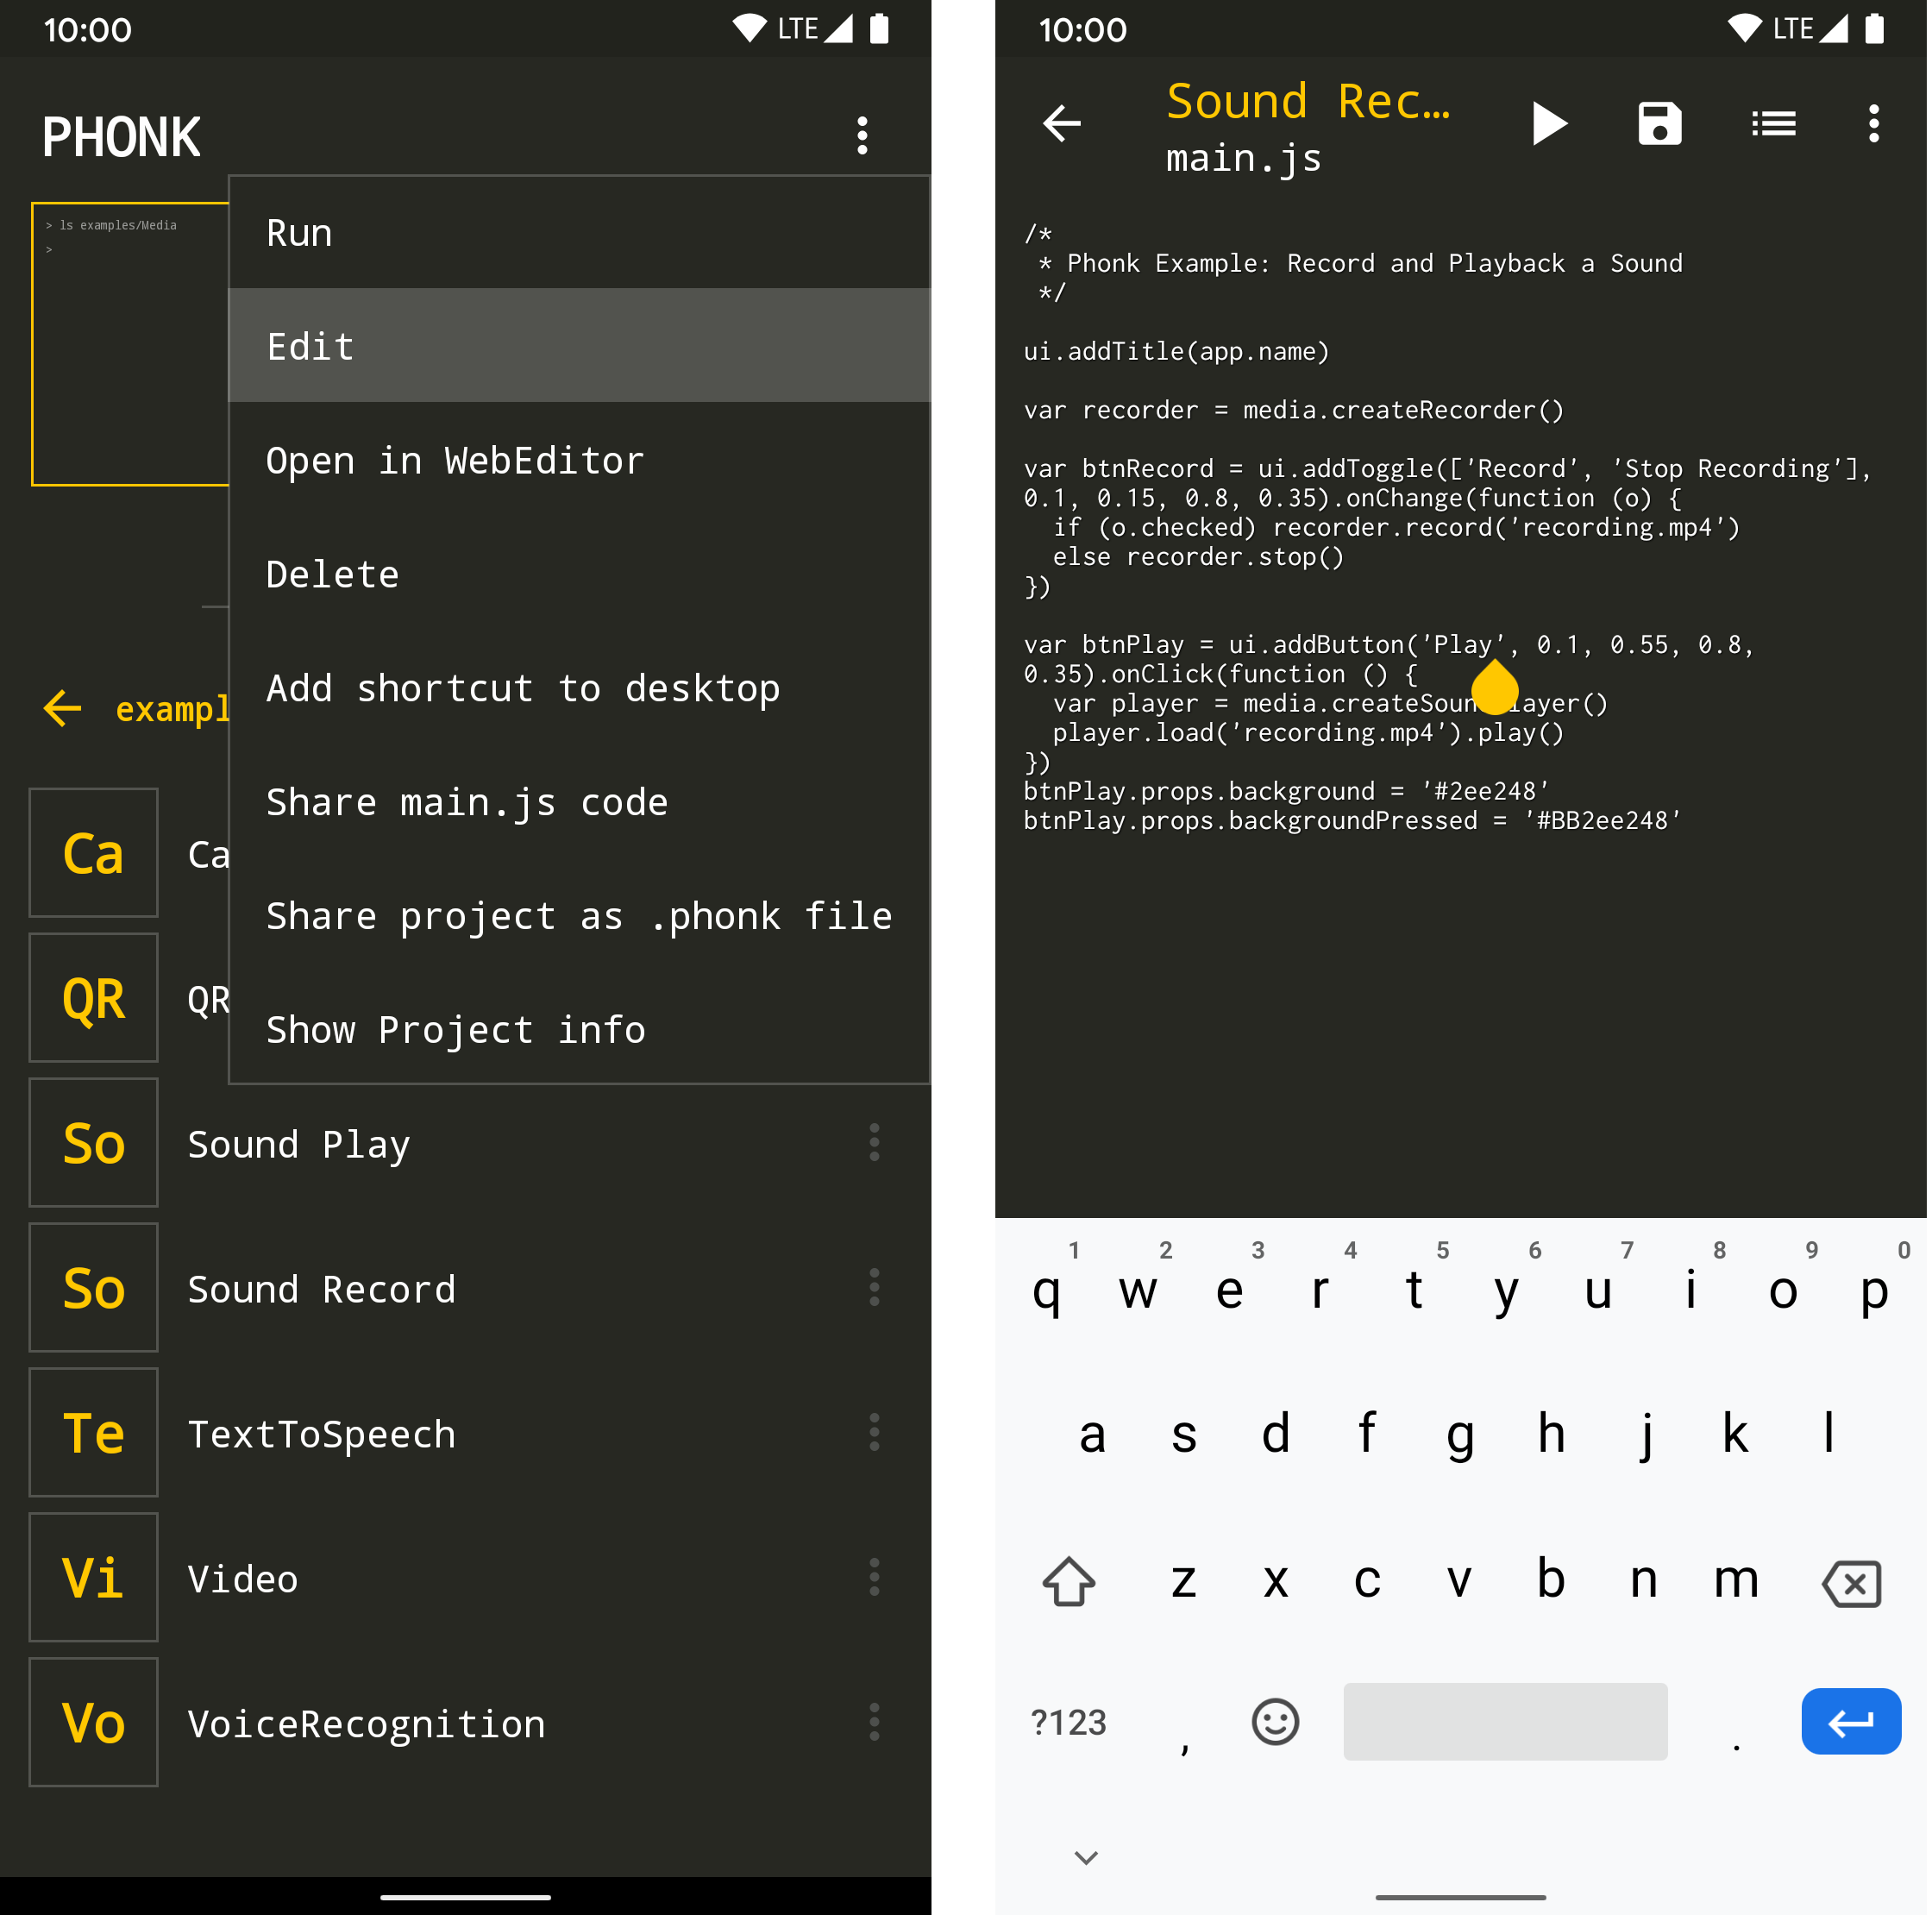 10:00
LTE
PHONK
> ls examples/Media
>
Run
Edit
Open in WebEditor
Delete
Add shortcut to desktop
Share main.js code
Share project as .phonk file
Show Project info
exampl
Ca
Ca
QR
QR
So
Sound Play
So
Sound Record
Te
TextToSpeech
Vi
Video
Vo
VoiceRecognition
10:00
LTE
Sound Rec…
main.js
/*
 * Phonk Example: Record and Playback a Sound
 */
ui.addTitle(app.name)
var recorder = media.createRecorder()
var btnRecord = ui.addToggle(['Record', 'Stop Recording'],
0.1, 0.15, 0.8, 0.35).onChange(function (o) {
  if (o.checked) recorder.record('recording.mp4')
  else recorder.stop()
})
var btnPlay = ui.addButton('Play', 0.1, 0.55, 0.8,
0.35).onClick(function () {
  var player = media.createSoundPlayer()
  player.load('recording.mp4').play()
})
btnPlay.props.background = '#2ee248'
btnPlay.props.backgroundPressed = '#BB2ee248'
1 2 3 4 5 6 7 8 9 0
q w e r t y u i o p
a s d f g h j k l
z x c v b n m
?123 , .